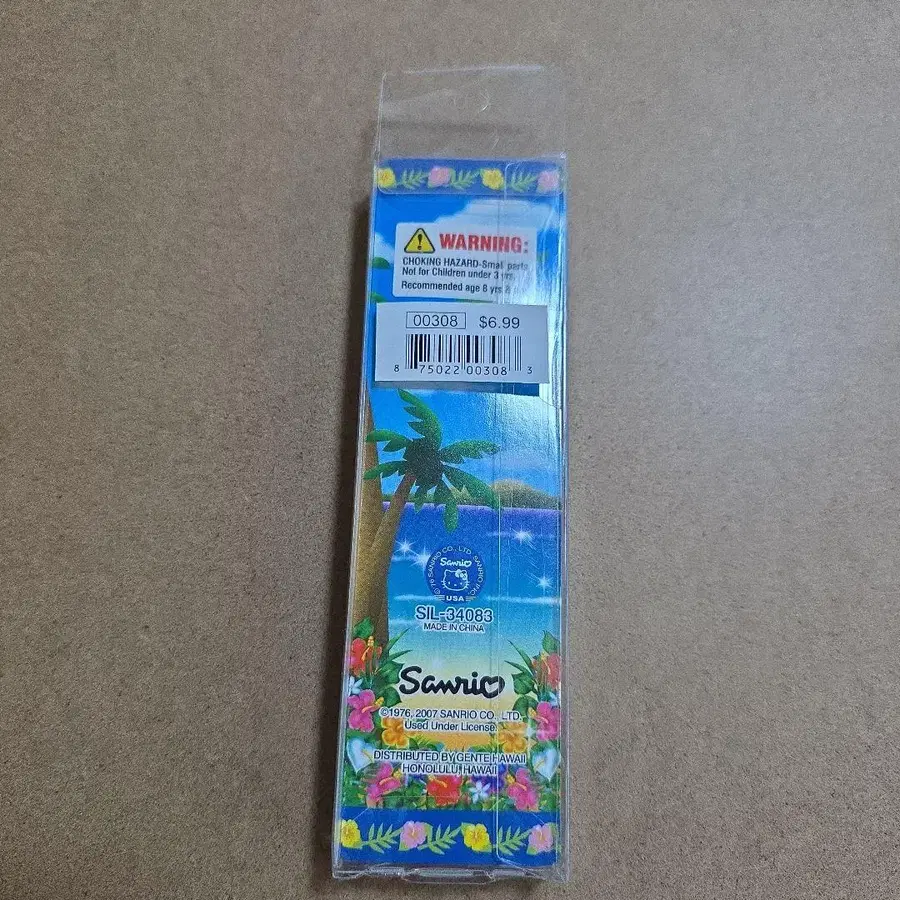 WARNING:
CHOKING HAZARD-Small parts
Not for Children under 3 yrs.
Recommended age 8 yrs &
00308 $6.99
8 75022 00308 3
SANRIO CO., LTD.
Sanrio
USA
SIL-34083
MADE IN CHINA
Sanrio
©1976, 2007 SANRIO CO., LTD.
Used Under License.
DISTRIBUTED BY GENTE HAWAII
HONOLULU, HAWAII